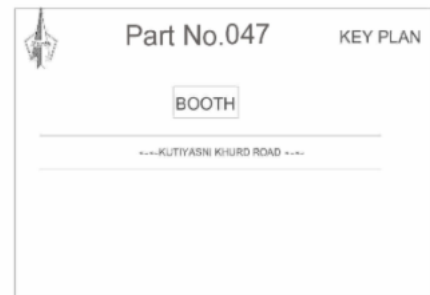 Part No.047 KEY PLAN
BOOTH
<--<--KUTIYASNI KHURD ROAD <--<--